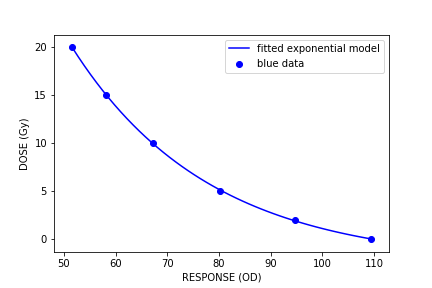 fitted exponential model
blue data
20
15
10
5
0
DOSE (Gy)
50 60 70 80 90 100 110
RESPONSE (OD)